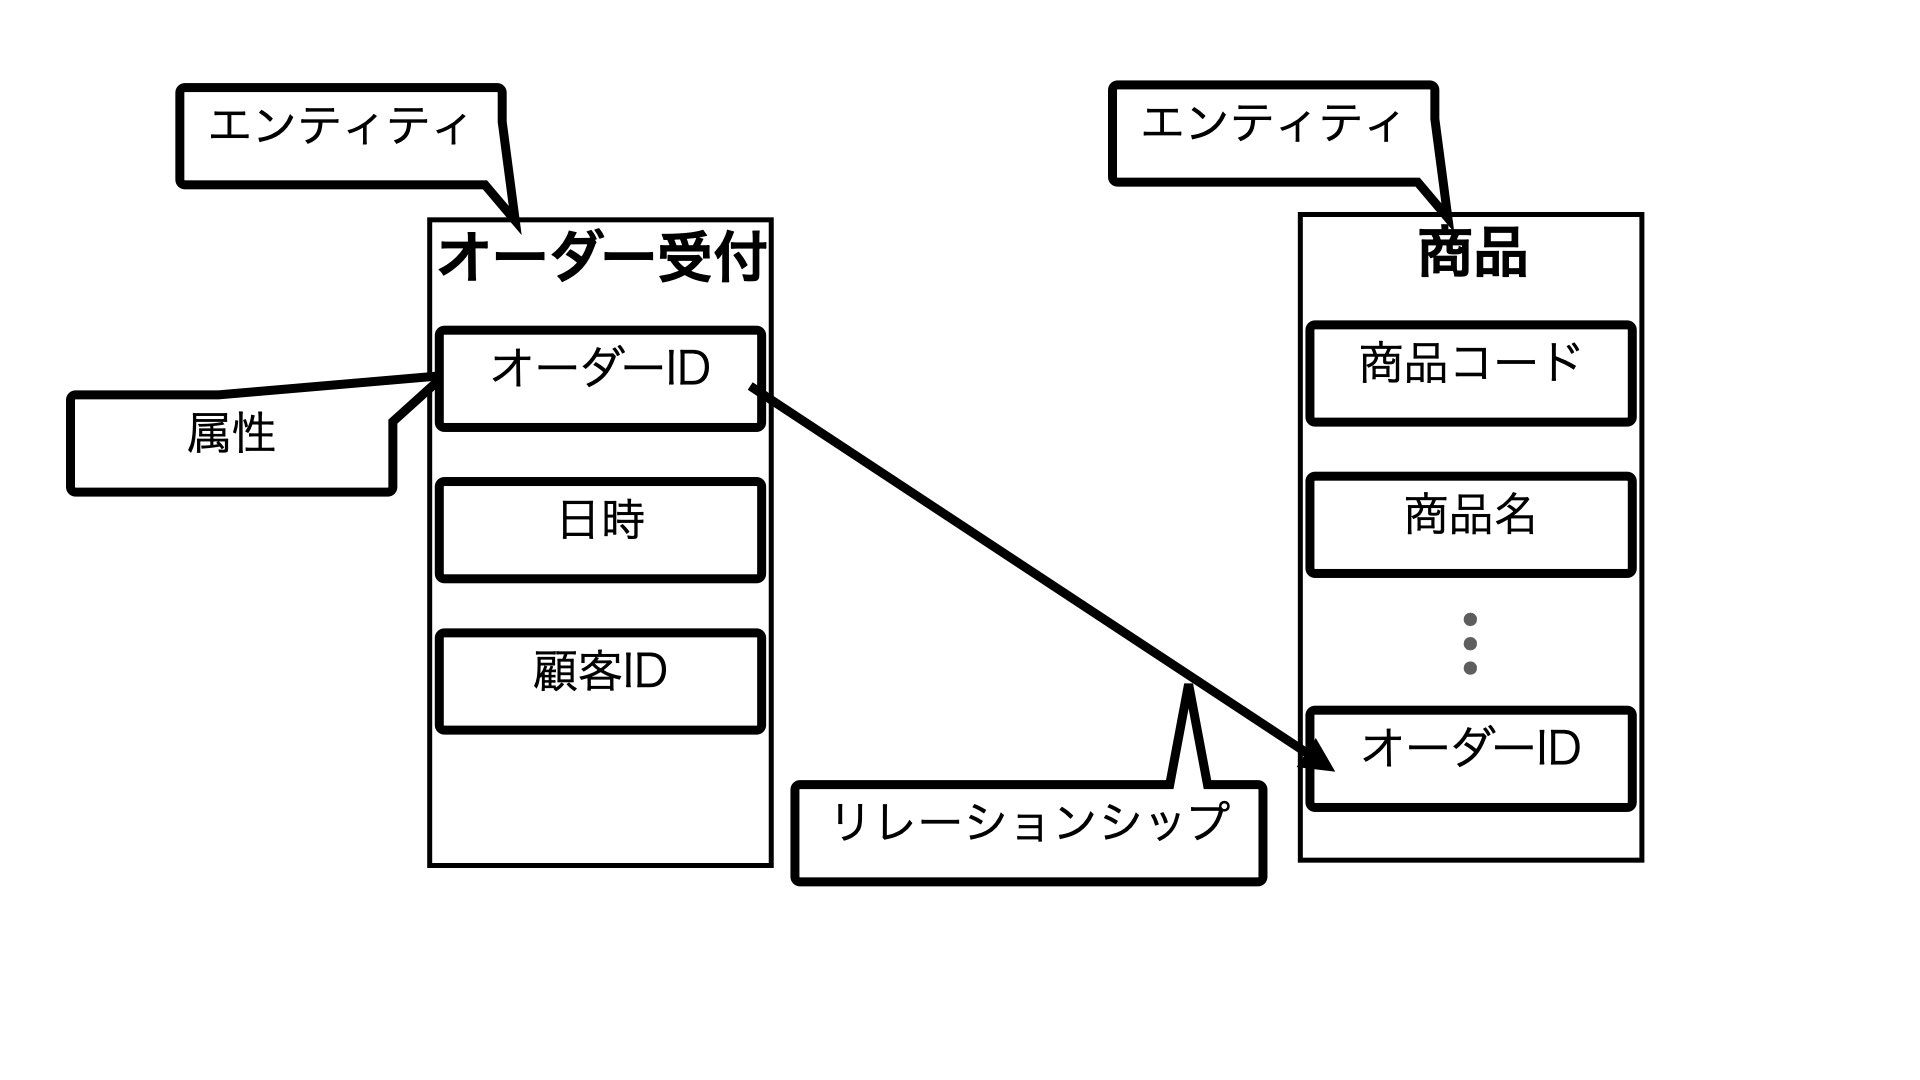 エンティティ
エンティティ
オーダー受付
商品
オーダーID
商品コード
属性
日時
商品名
顧客ID
オーダーID
リレーションシップ